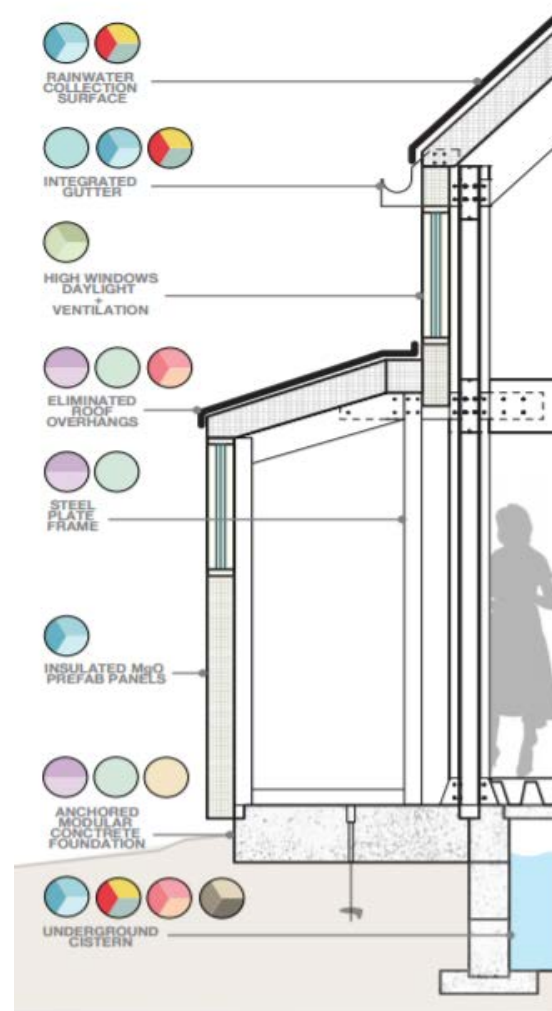 RAINWATER
COLLECTION
SURFACE
INTEGRATED
GUTTER
HIGH WINDOWS
DAYLIGHT
+
VENTILATION
ELIMINATED
ROOF
OVERHANGS
STEEL
PLATE
FRAME
INSULATED MgO
PREFAB PANELS
ANCHORED
MODULAR
CONCTRETE
FOUNDATION
UNDERGROUND
CISTERN